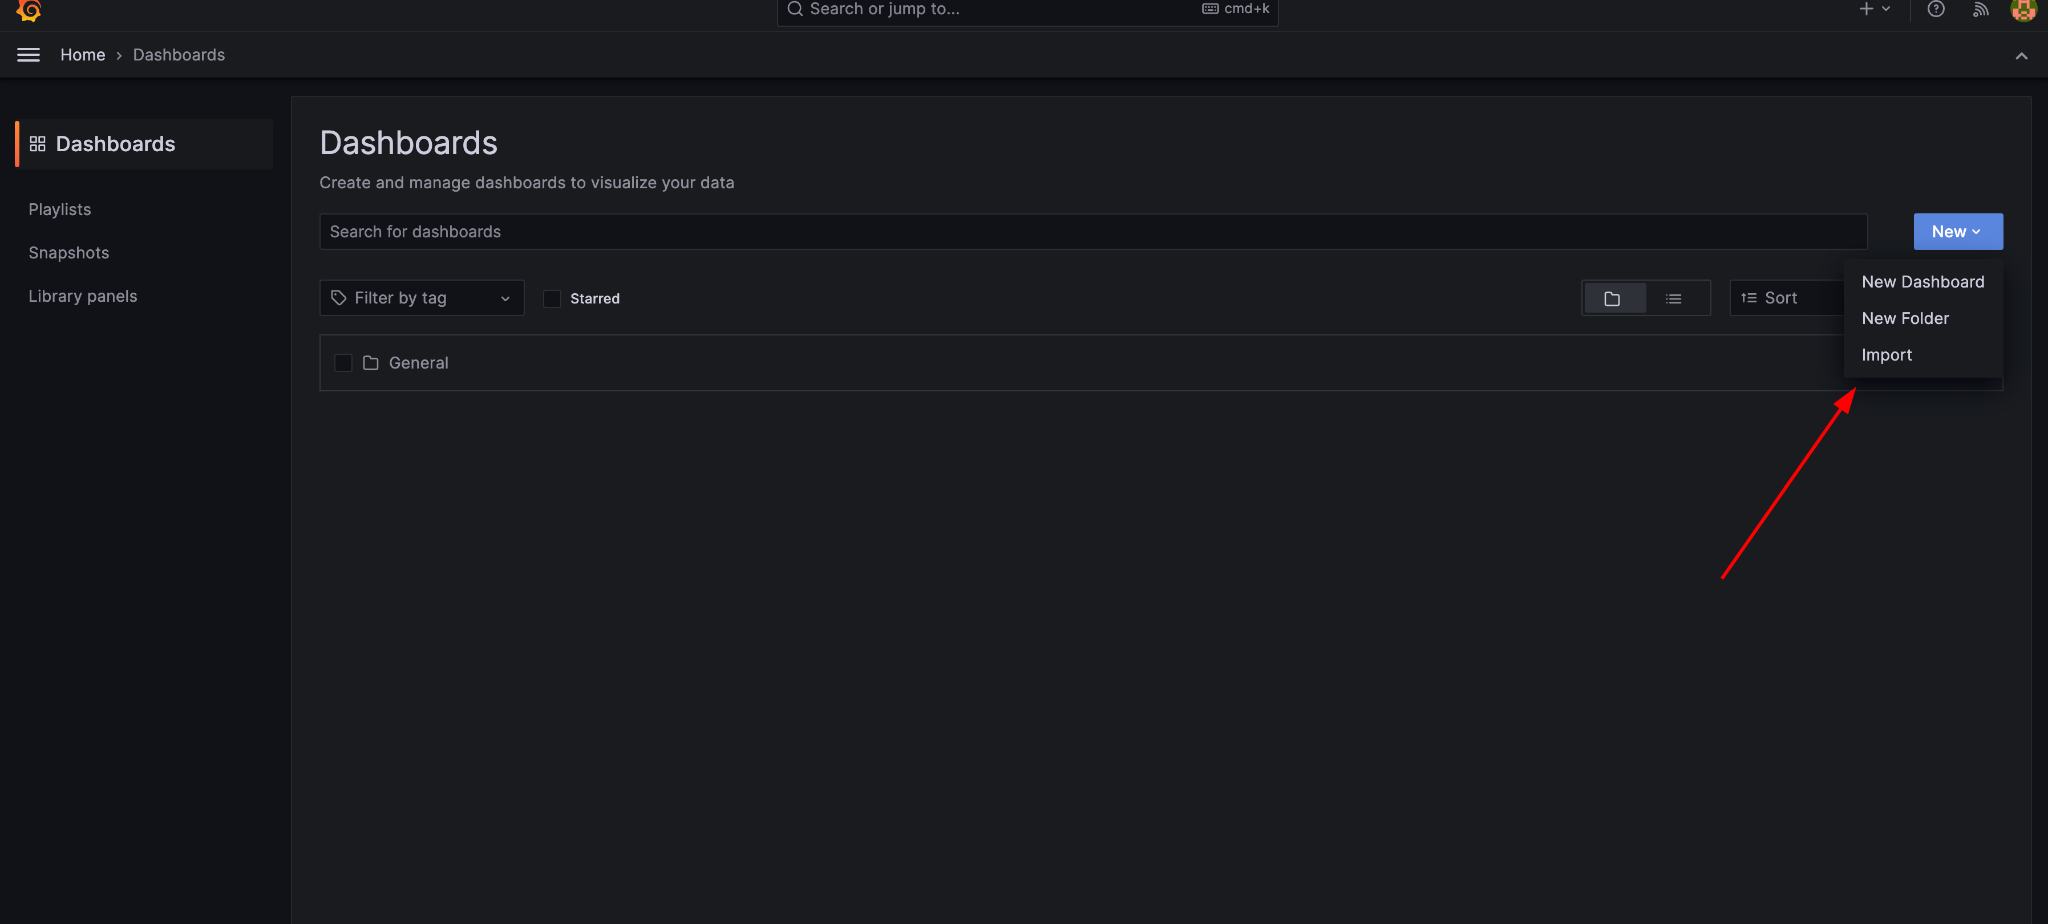 Search or jump to...
cmd+k
Home › Dashboards
Dashboards
Playlists
Snapshots
Library panels
Dashboards
Create and manage dashboards to visualize your data
Search for dashboards
New
Filter by tag
Starred
Sort
New Dashboard
New Folder
Import
General